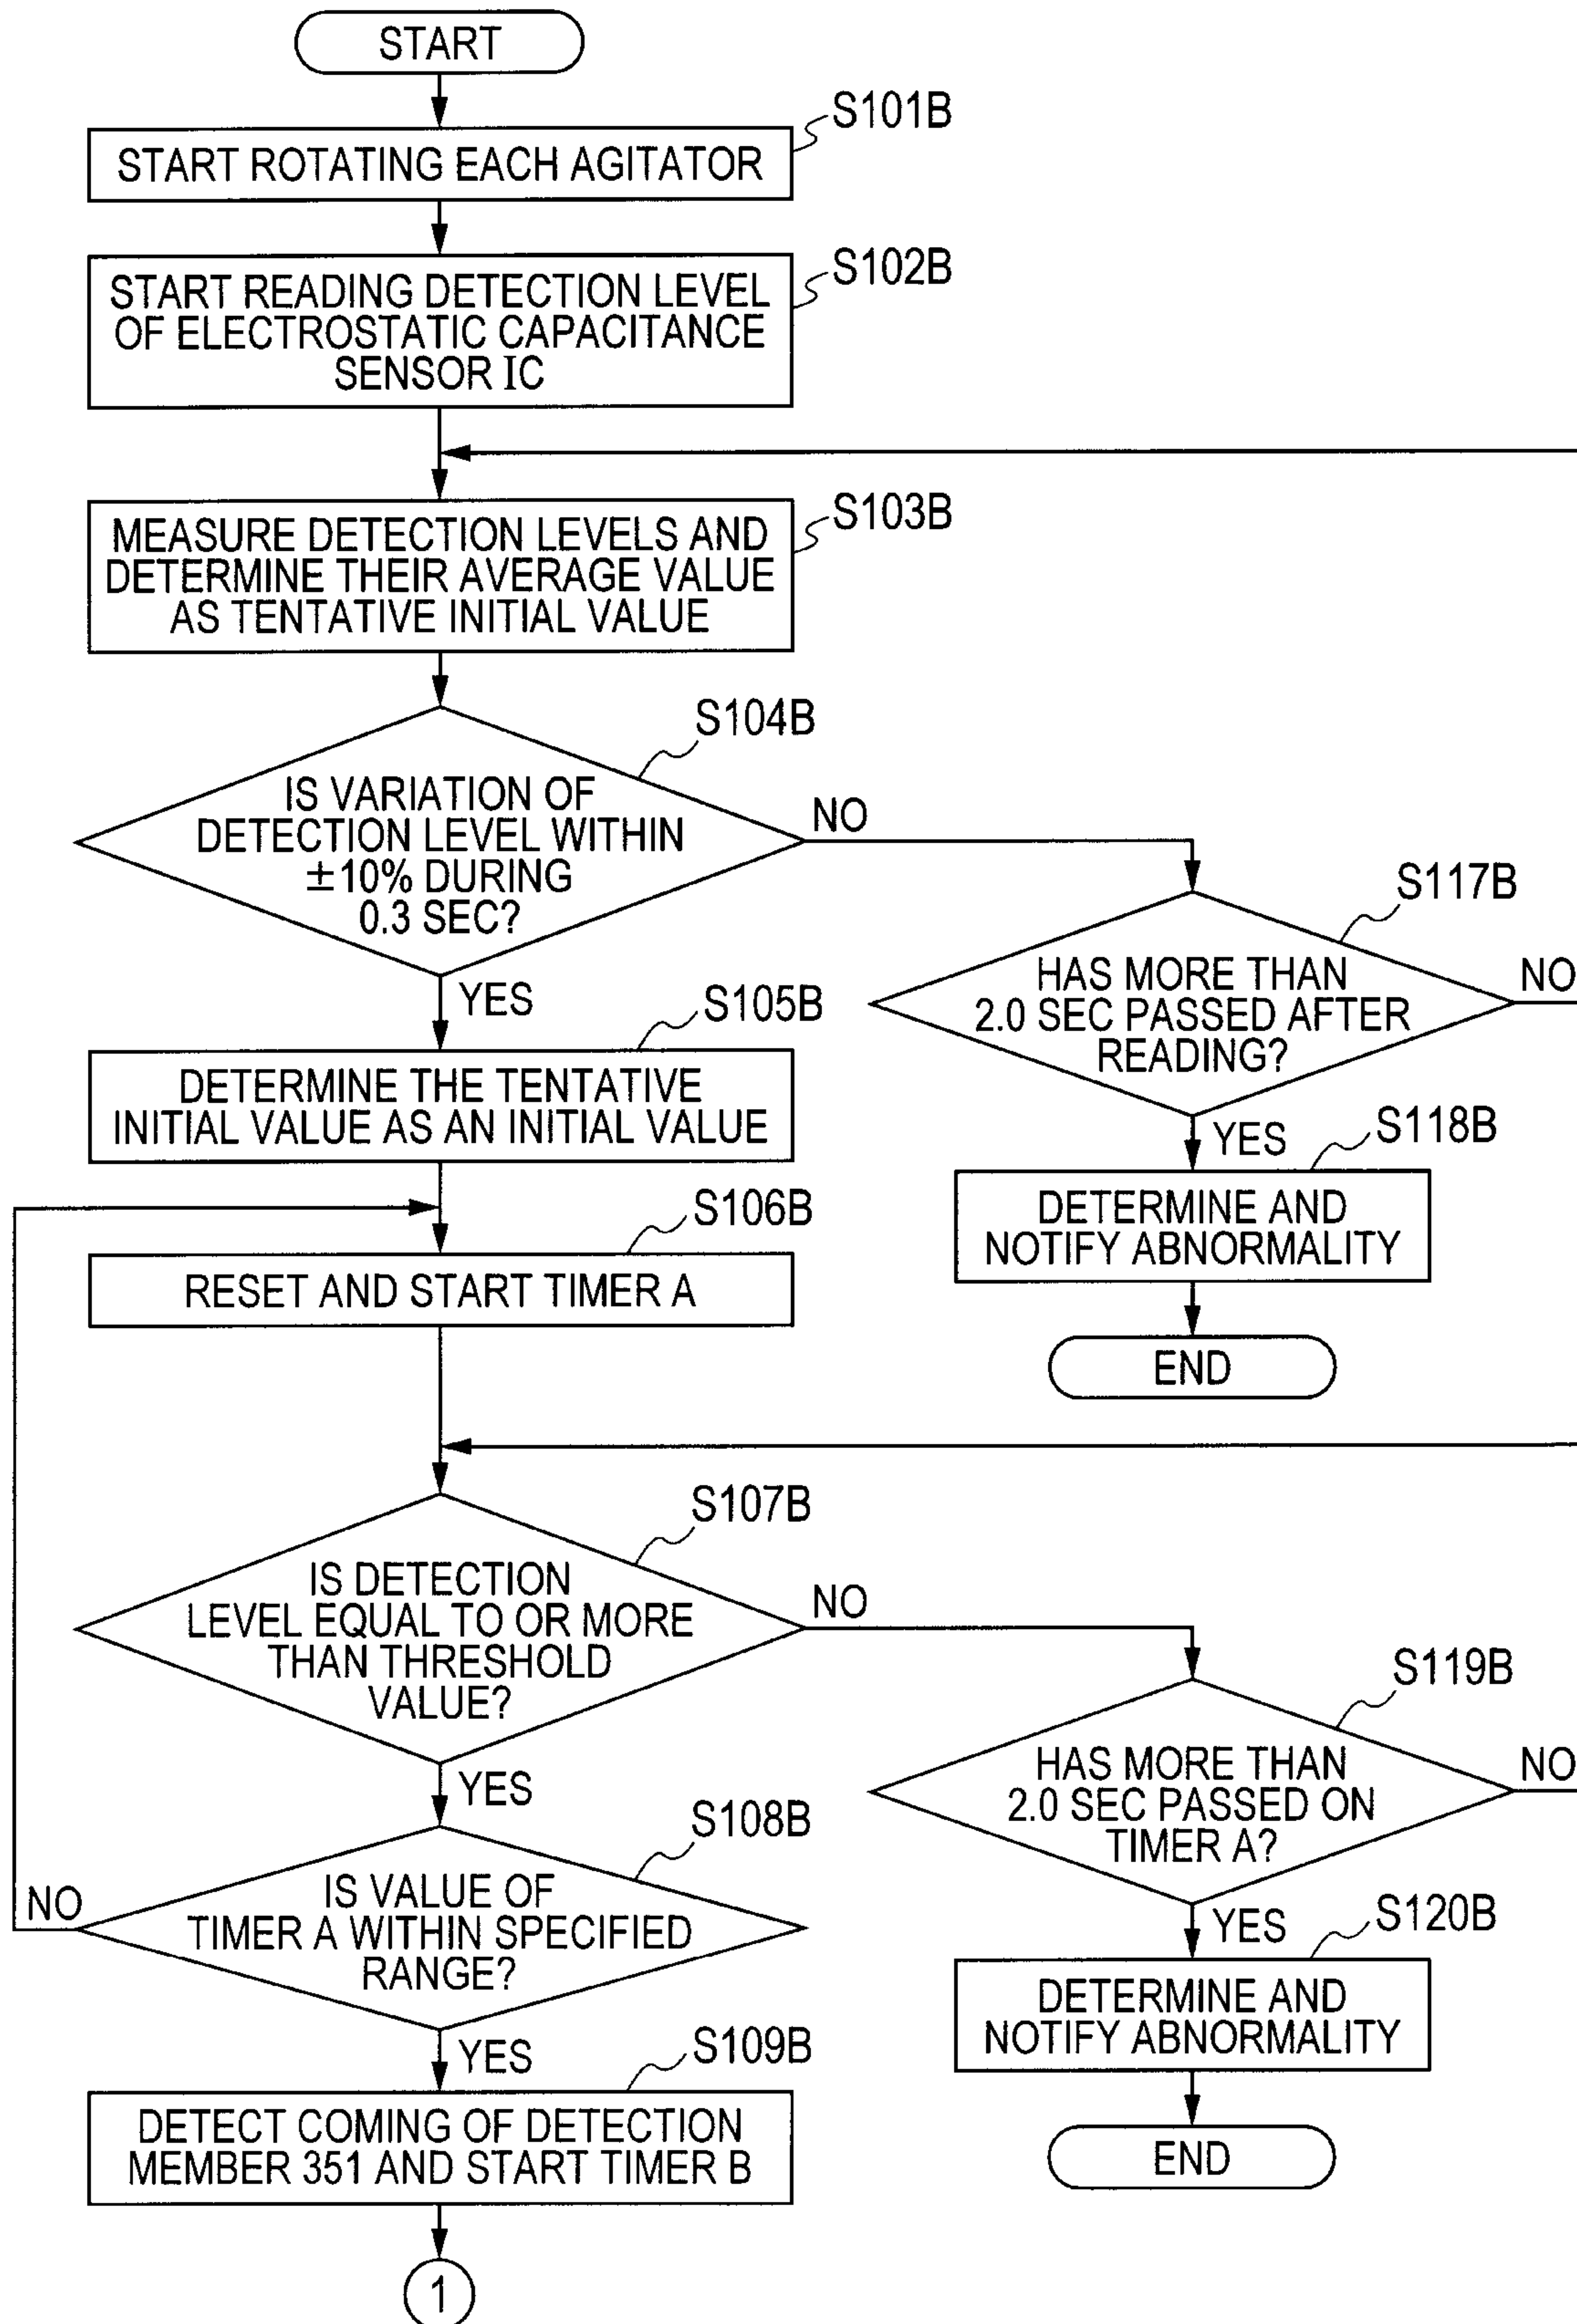 START
S101B
START ROTATING EACH AGITATOR
S102B
START READING DETECTION LEVEL
OF ELECTROSTATIC CAPACITANCE
SENSOR IC
S103B
MEASURE DETECTION LEVELS AND
DETERMINE THEIR AVERAGE VALUE
AS TENTATIVE INITIAL VALUE
S104B
IS VARIATION OF
DETECTION LEVEL WITHIN
±10% DURING
0.3 SEC?
NO
YES
S117B
HAS MORE THAN
2.0 SEC PASSED AFTER
READING?
NO
YES
S118B
DETERMINE AND
NOTIFY ABNORMALITY
END
S105B
DETERMINE THE TENTATIVE
INITIAL VALUE AS AN INITIAL VALUE
S106B
RESET AND START TIMER A
S107B
IS DETECTION
LEVEL EQUAL TO OR MORE
THAN THRESHOLD
VALUE?
NO
YES
S119B
HAS MORE THAN
2.0 SEC PASSED ON
TIMER A?
NO
YES
S120B
DETERMINE AND
NOTIFY ABNORMALITY
END
S108B
IS VALUE OF
TIMER A WITHIN SPECIFIED
RANGE?
NO
YES
S109B
DETECT COMING OF DETECTION
MEMBER 351 AND START TIMER B
1